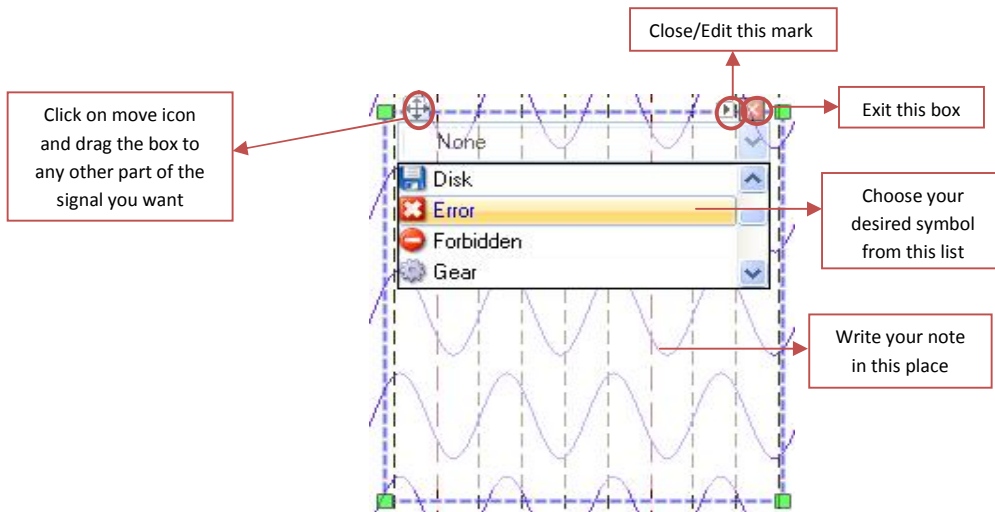 Close/Edit this mark
Click on move icon
and drag the box to
any other part of the
signal you want
Exit this box
None
Disk
Error
Forbidden
Gear
Choose your
desired symbol
from this list
Write your note
in this place